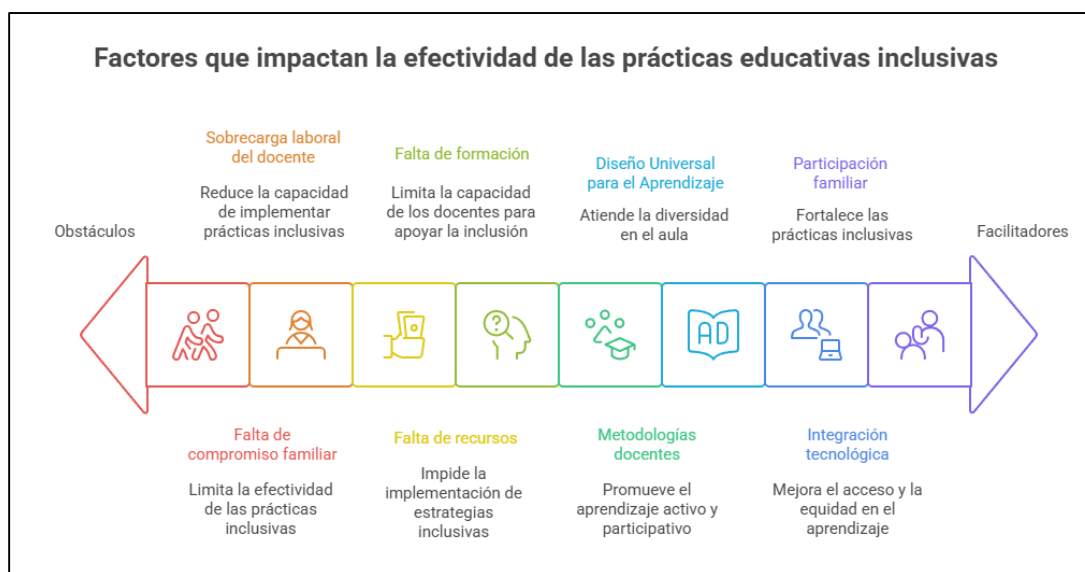 Factores que impactan la efectividad de las prácticas educativas inclusivas
Obstáculos
Sobrecarga laboral
del docente
Reduce la capacidad
de implementar
prácticas inclusivas
Falta de formación
Limita la capacidad
de los docentes para
apoyar la inclusión
Diseño Universal
para el Aprendizaje
Atiende la diversidad
en el aula
Participación
familiar
Fortalece las
prácticas inclusivas
Facilitadores
?
AD
Falta de
compromiso familiar
Limita la efectividad
de las prácticas
inclusivas
Falta de recursos
Impide la
implementación de
estrategias
inclusivas
Metodologías
docentes
Promueve el
aprendizaje activo y
participativo
Integración
tecnológica
Mejora el acceso y la
equidad en el
aprendizaje